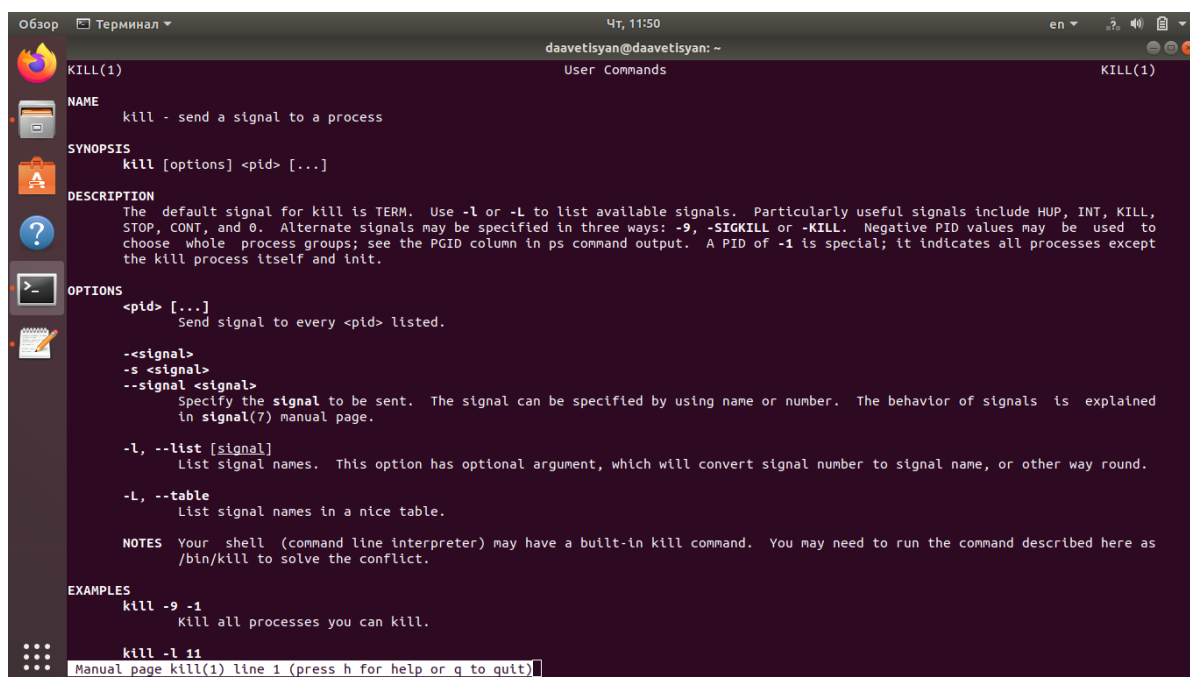 Обзор Терминал Чт, 11:50 en
daavetisyan@daavetisyan: ~
KILL(1) User Commands KILL(1)
NAME
kill - send a signal to a process
SYNOPSIS
kill [options] <pid> [...]
DESCRIPTION
The default signal for kill is TERM. Use -l or -L to list available signals. Particularly useful signals include HUP, INT, KILL,
STOP, CONT, and 0. Alternate signals may be specified in three ways: -9, -SIGKILL or -KILL. Negative PID values may be used to
choose whole process groups; see the PGID column in ps command output. A PID of -1 is special; it indicates all processes except
the kill process itself and init.
OPTIONS
<pid> [...]
Send signal to every <pid> listed.
-<signal>
-s <signal>
--signal <signal>
Specify the signal to be sent. The signal can be specified by using name or number. The behavior of signals is explained
in signal(7) manual page.
-l, --list [signal]
List signal names. This option has optional argument, which will convert signal number to signal name, or other way round.
-L, --table
List signal names in a nice table.
NOTES Your shell (command line interpreter) may have a built-in kill command. You may need to run the command described here as
/bin/kill to solve the conflict.
EXAMPLES
kill -9 -1
Kill all processes you can kill.
kill -l 11
Manual page kill(1) line 1 (press h for help or q to quit)